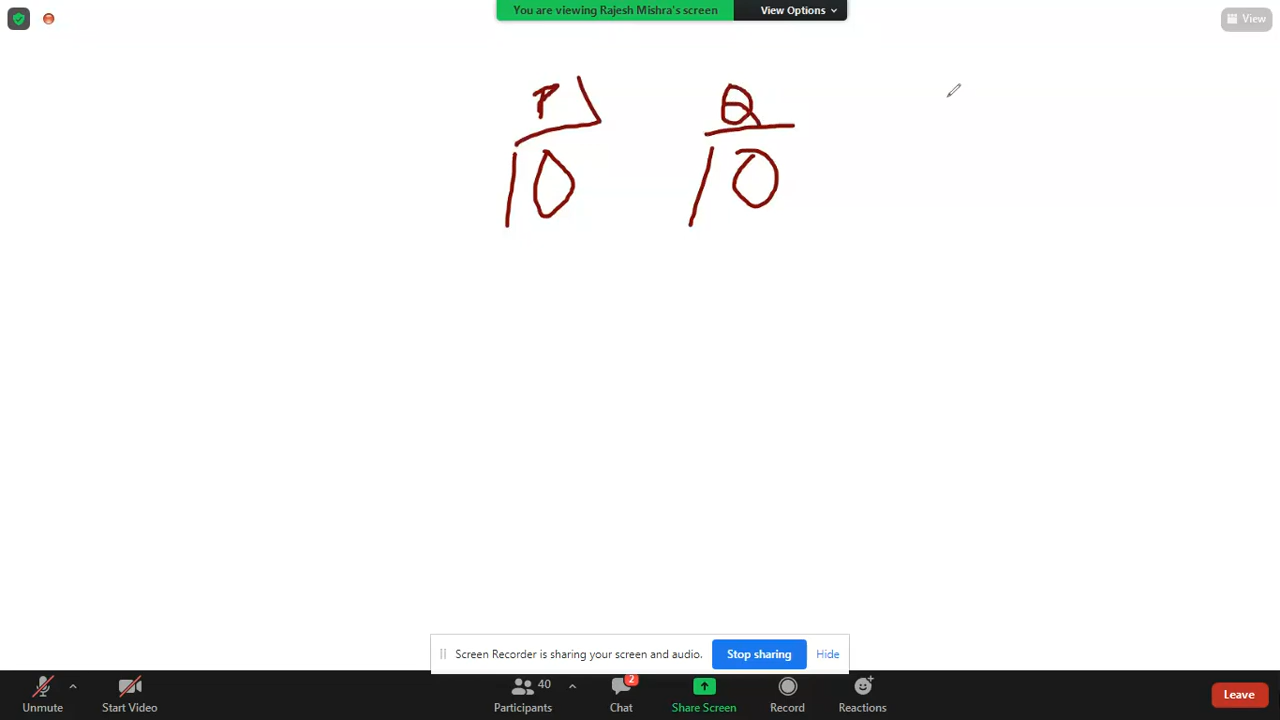 You are viewing Rajesh Mishra's screen View Options
View
P Q
10 10
Screen Recorder is sharing your screen and audio. Stop sharing Hide
40 2
Unmute Start Video Participants Chat Share Screen Record Reactions Leave